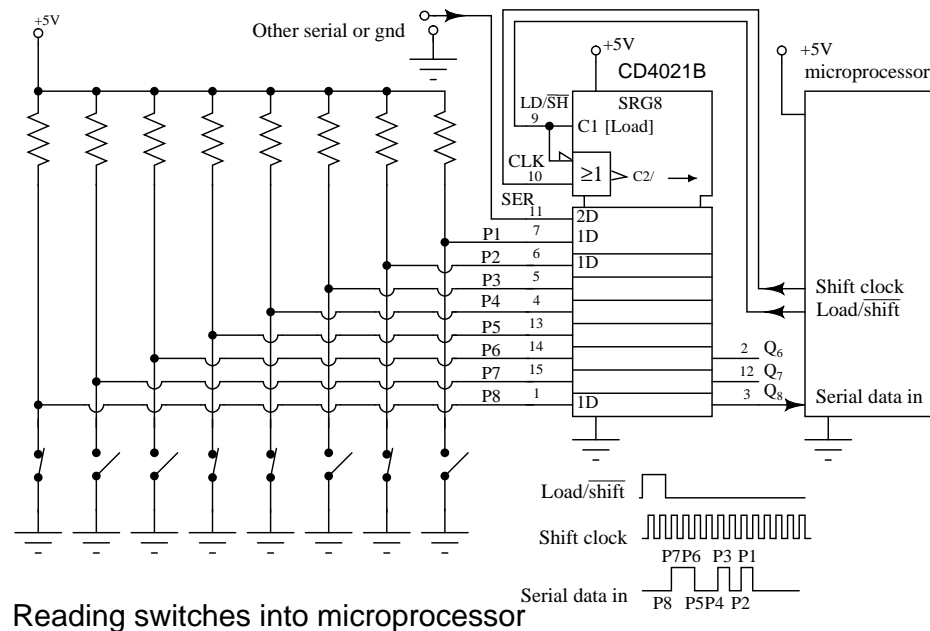 +5V
Other serial or gnd
+5V
+5V
CD4021B
microprocessor
LD/SH
SRG8
9
C1 [Load]
CLK
10
≥1
C2/
SER
11
2D
P1
7
1D
P2
6
1D
P3
5
P4
4
P5
13
P6
14
2
Q6
P7
15
12
Q7
P8
1
1D
3
Q8
Shift clock
Load/shift
Serial data in
Load/shift
Shift clock
P7P6 P3 P1
Serial data in
P8 P5P4 P2
Reading switches into microprocessor